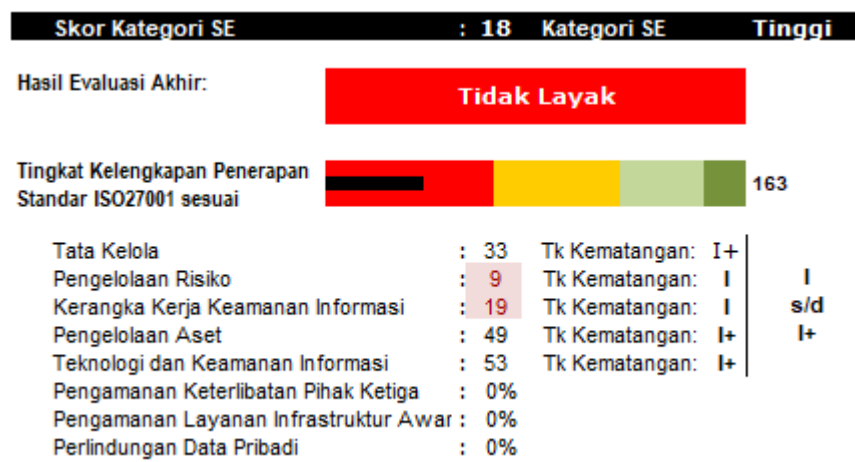 Skor Kategori SE : 18 Kategori SE Tinggi
Hasil Evaluasi Akhir: Tidak Layak
Tingkat Kelengkapan Penerapan
Standar ISO27001 sesuai 163
Tata Kelola : 33 Tk Kematangan: I+
Pengelolaan Risiko : 9 Tk Kematangan: I I
Kerangka Kerja Keamanan Informasi : 19 Tk Kematangan: I s/d
Pengelolaan Aset : 49 Tk Kematangan: I+ I+
Teknologi dan Keamanan Informasi : 53 Tk Kematangan: I+
Pengamanan Keterlibatan Pihak Ketiga : 0%
Pengamanan Layanan Infrastruktur Awar : 0%
Perlindungan Data Pribadi : 0%